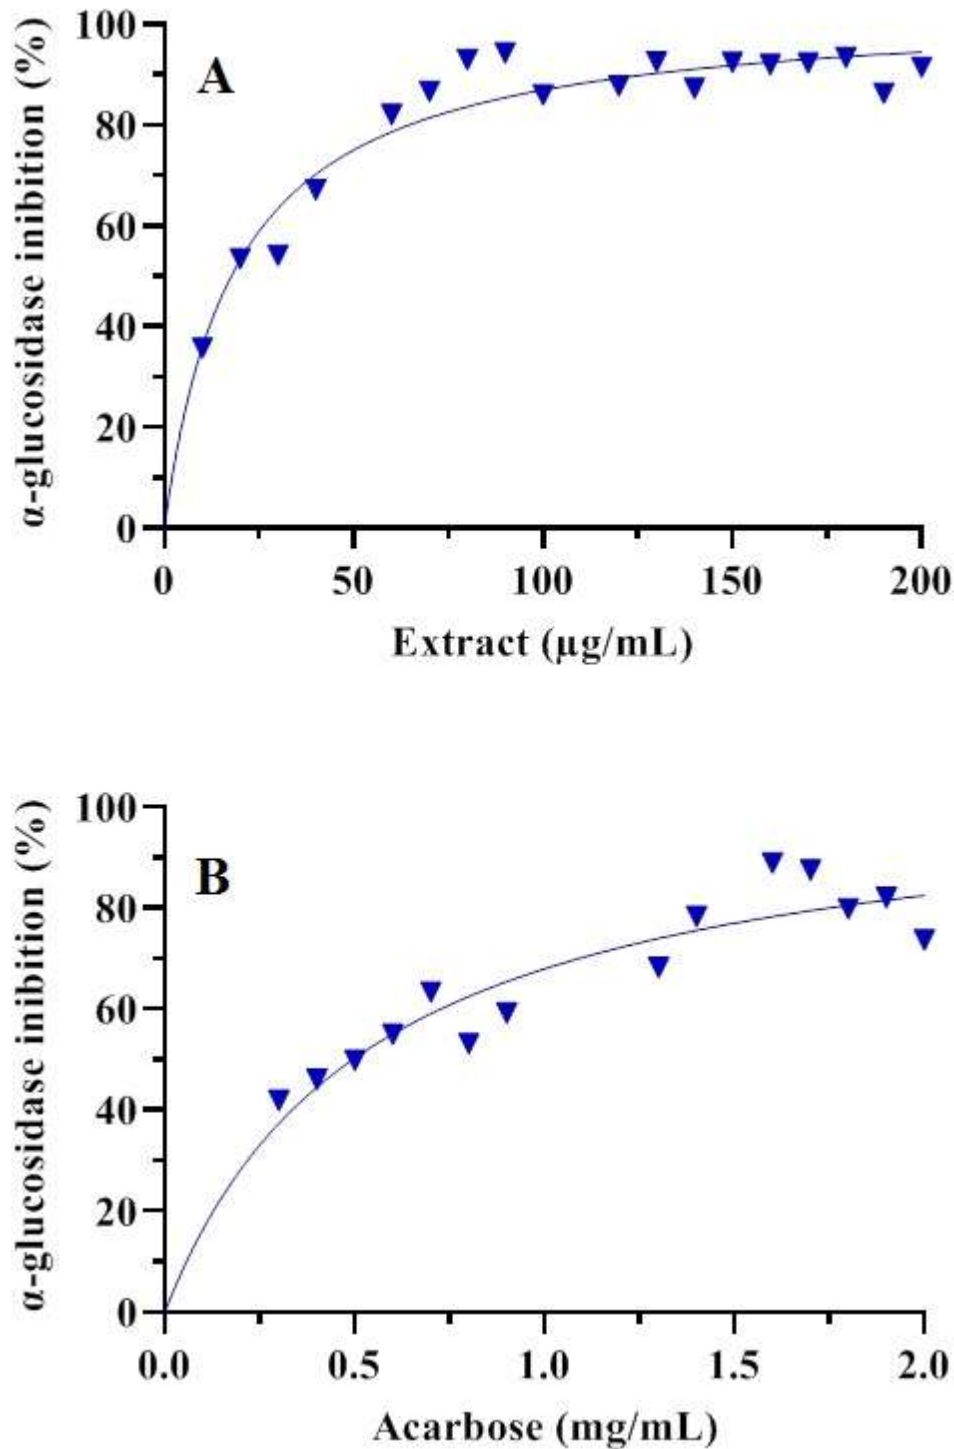 α-glucosidase inibition (%)
100
80
60
40
20
0
A
0 50 100 150 200
Extract (μg/mL)
α-glucosidase inibition (%)
100
80
60
40
20
0
B
0.0 0.5 1.0 1.5 2.0
Acarbose (mg/mL)